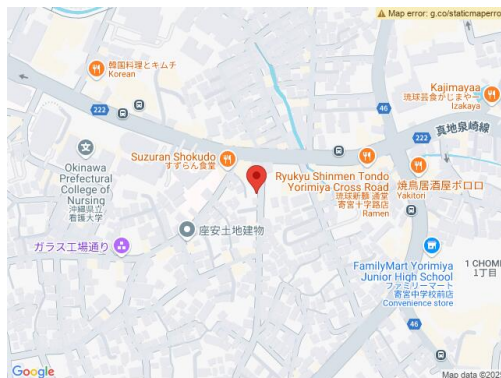 Map error: g.co/staticmaperro
韓国料理とキムチ
Korean
Kajimayaa
琉球芸食かじまやー
Izakaya
222
46
222
真地泉崎線
Okinawa
Prefectural
College of
Nursing
沖縄県立
看護大学
Suzuran Shokudo
すずらん食堂
Ryukyu Shinmen Tondo
Yorimiya Cross Road
琉球新麺 通堂
寄宮十字路店
Ramen
焼鳥居酒屋ボロロ
Yakitori
222
ガラス工場通り
座安土地建物
FamilyMart Yorimiya
Junior High School
ファミリーマート
寄宮中学校前店
Convenience store
1 CHOME
1丁目
46
Google
Map data ©2025